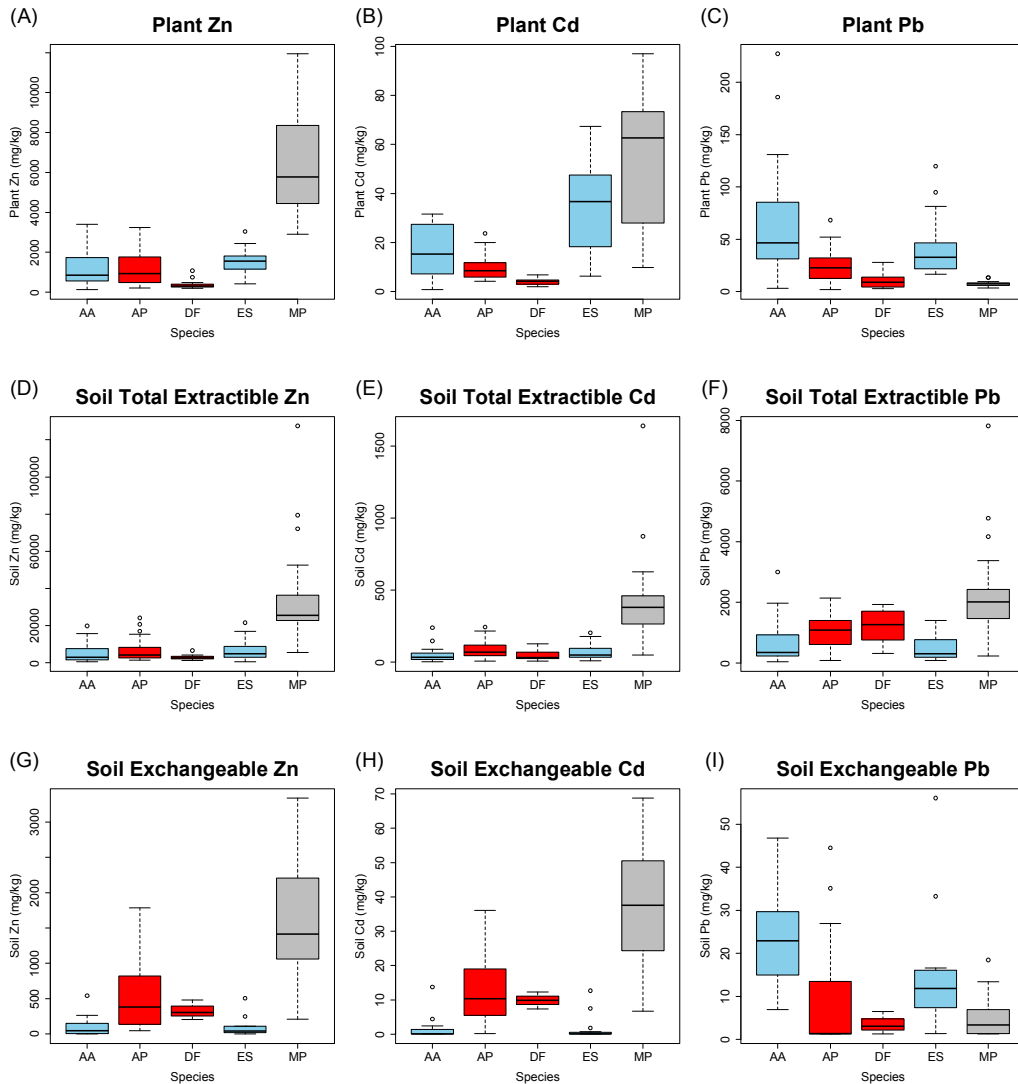 (A) Plant Zn
Plant Zn (mg/kg)
0 2000 4000 6000 8000 10000
AA AP DF ES MP
Species
(B) Plant Cd
Plant Cd (mg/kg)
0 20 40 60 80 100
AA AP DF ES MP
Species
(C) Plant Pb
Plant Pb (mg/kg)
0 50 100 150 200
AA AP DF ES MP
Species
(D) Soil Total Extractible Zn
Soil Zn (mg/kg)
0 20000 60000 100000
AA AP DF ES MP
Species
(E) Soil Total Extractible Cd
Soil Cd (mg/kg)
0 500 1000 1500
AA AP DF ES MP
Species
(F) Soil Total Extractible Pb
Soil Pb (mg/kg)
0 2000 4000 6000 8000
AA AP DF ES MP
Species
(G) Soil Exchangeable Zn
Soil Zn (mg/kg)
0 500 1000 2000 3000
AA AP DF ES MP
Species
(H) Soil Exchangeable Cd
Soil Cd (mg/kg)
0 10 20 30 40 50 60 70
AA AP DF ES MP
Species
(I) Soil Exchangeable Pb
Soil Pb (mg/kg)
0 10 20 30 40 50
AA AP DF ES MP
Species